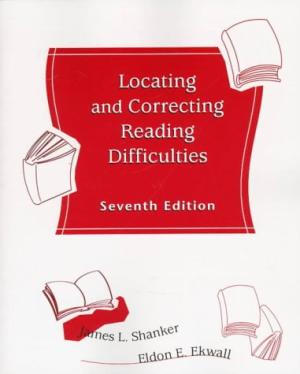 Locating
and Correcting
Reading
Difficulties
Seventh Edition
James L. Shanker
Eldon E. Ekwall